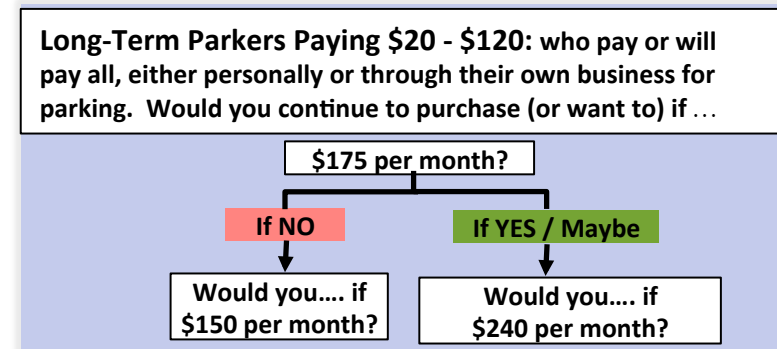 Long-Term Parkers Paying $20 - $120: who pay or will
pay all, either personally or through their own business for
parking. Would you continue to purchase (or want to) if …
$175 per month?
If NO
If YES / Maybe
Would you…. if
$150 per month?
Would you…. if
$240 per month?